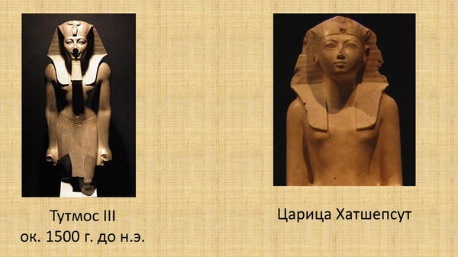 Тутмос III
ок. 1500 г. до н.э.
Царица Хатшепсут